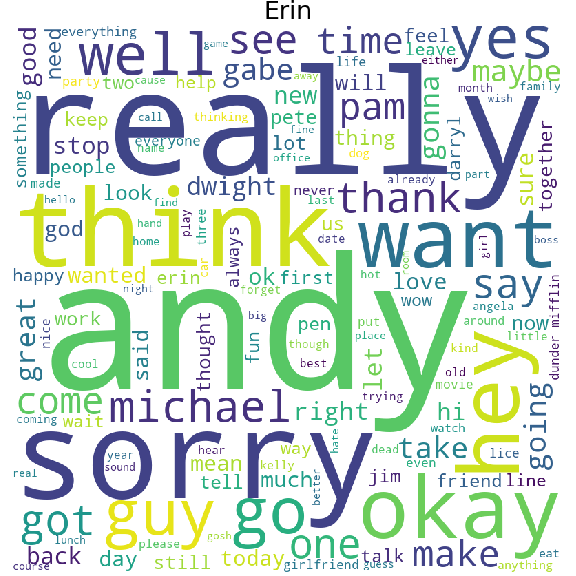 Erin
everything
game
good
need
well
see
time
feel
leave
either
yes
life
gabe
maybe
party
two
cause
help
will
month
family
away
really
new
pam
gonna
wish
something
keep
call
thinking
pete
thing
darryl
stop
everyone
lot
fine
sure
together
people
name
office
dog
part
made
look
dwight
never
already
think
hello
find
thank
us
want
god
hand
last
girl
boss
home
play
three
always
date
happy
wanted
erin
car
ok
first
hot
love
say
night
forget
wow
angela
dunder mifflin
andy
great
nice
work
said
thought
fun
big
pen
put
place
around
now
little
cool
though
let
kind
best
old
movie
come
michael
right
trying
hi
hey
going
coming
wait
hear
way
hate
watch
sorry
year
sound
mean
kelly
dead
take
lice
real
tell
much
better
even
jim
friend
line
got
guy
go
okay
gosh
lunch
please
one
back
day
still
today
talk
make
eat
course
girlfriend
guess
anything